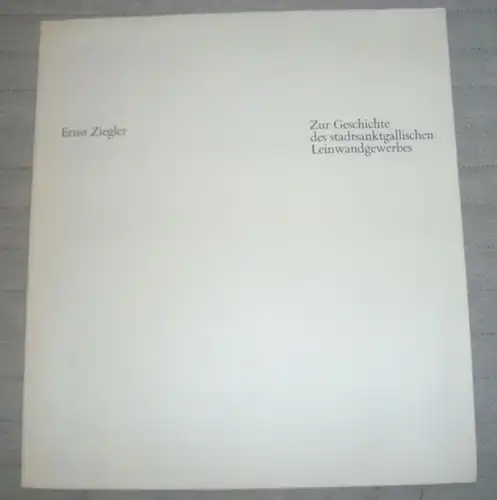 Ernst Ziegler
Zur Geschichte
des stadtsanktgallischen
Leinwandgewerbes